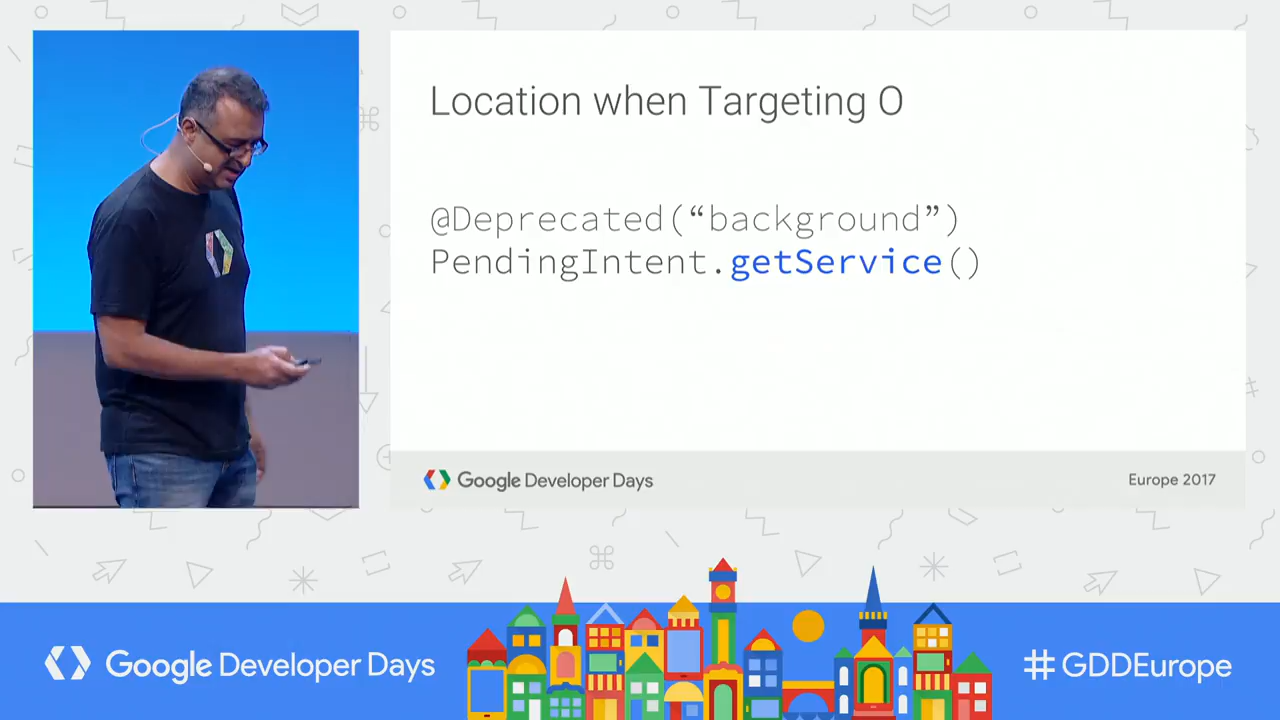 Location when Targeting O
@Deprecated(“background”)
PendingIntent.getService()
Google Developer Days
Europe 2017
Google Developer Days
#GDDEurope